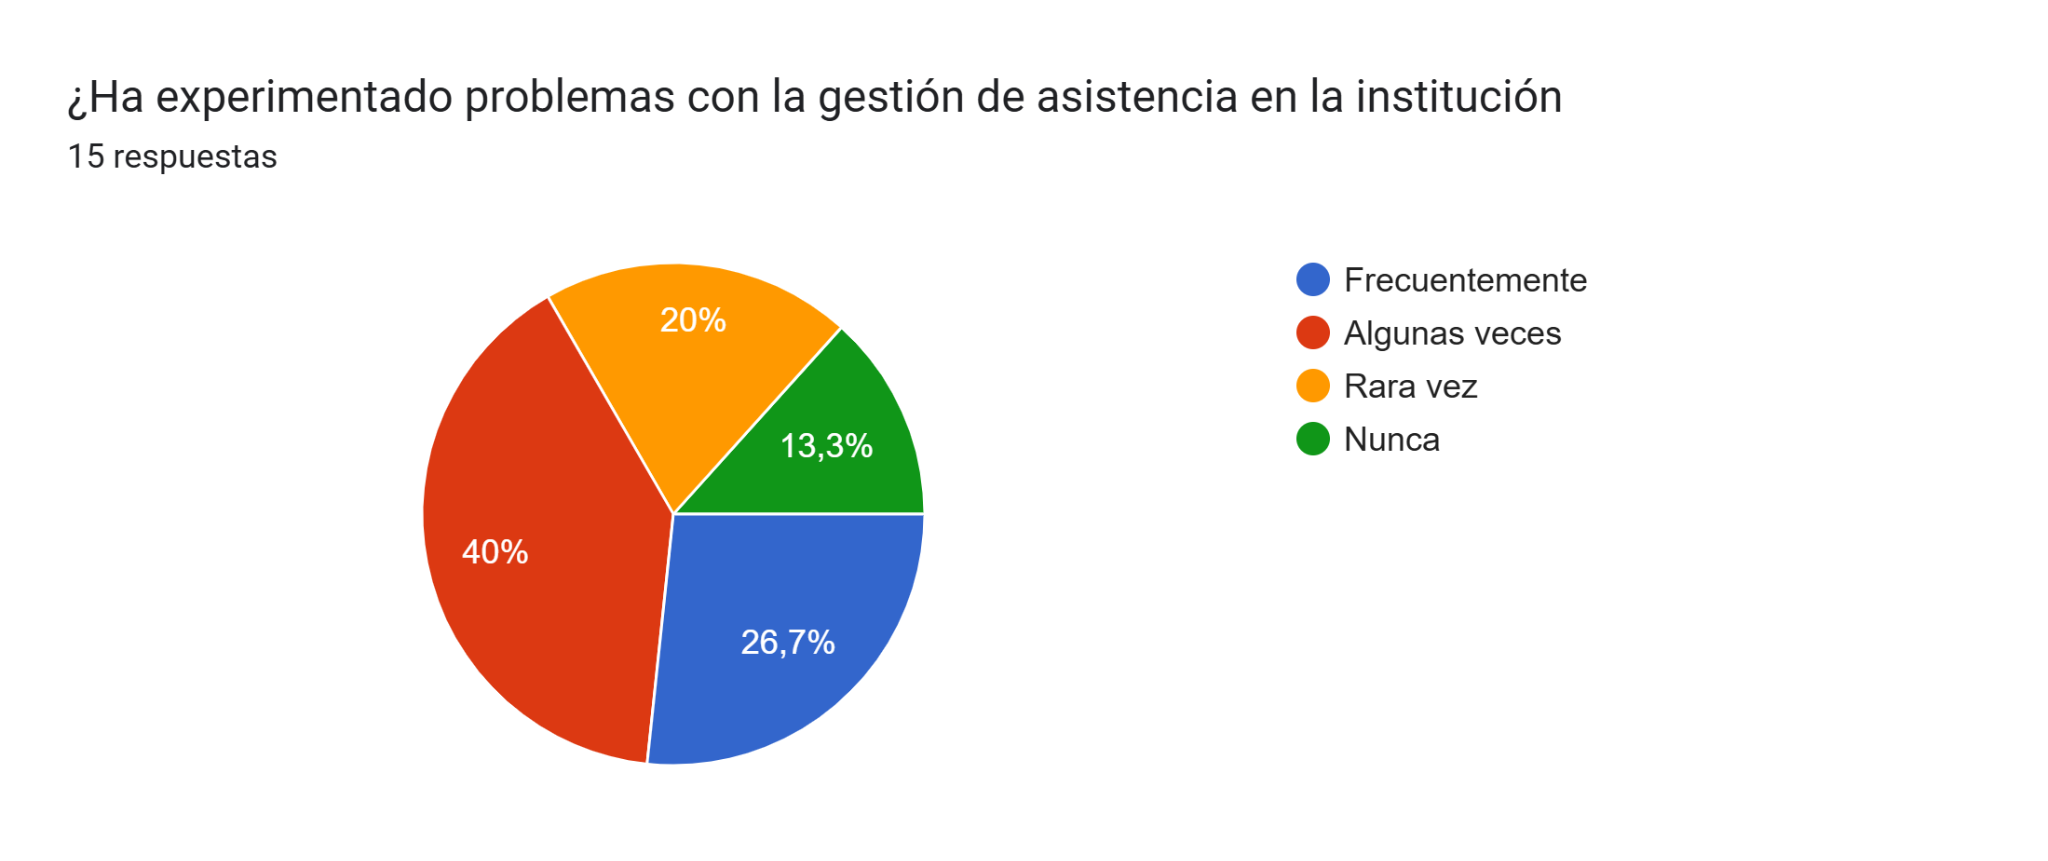 ¿Ha experimentado problemas con la gestión de asistencia en la institución
15 respuestas
20%
13,3%
40%
26,7%
Frecuentemente
Algunas veces
Rara vez
Nunca